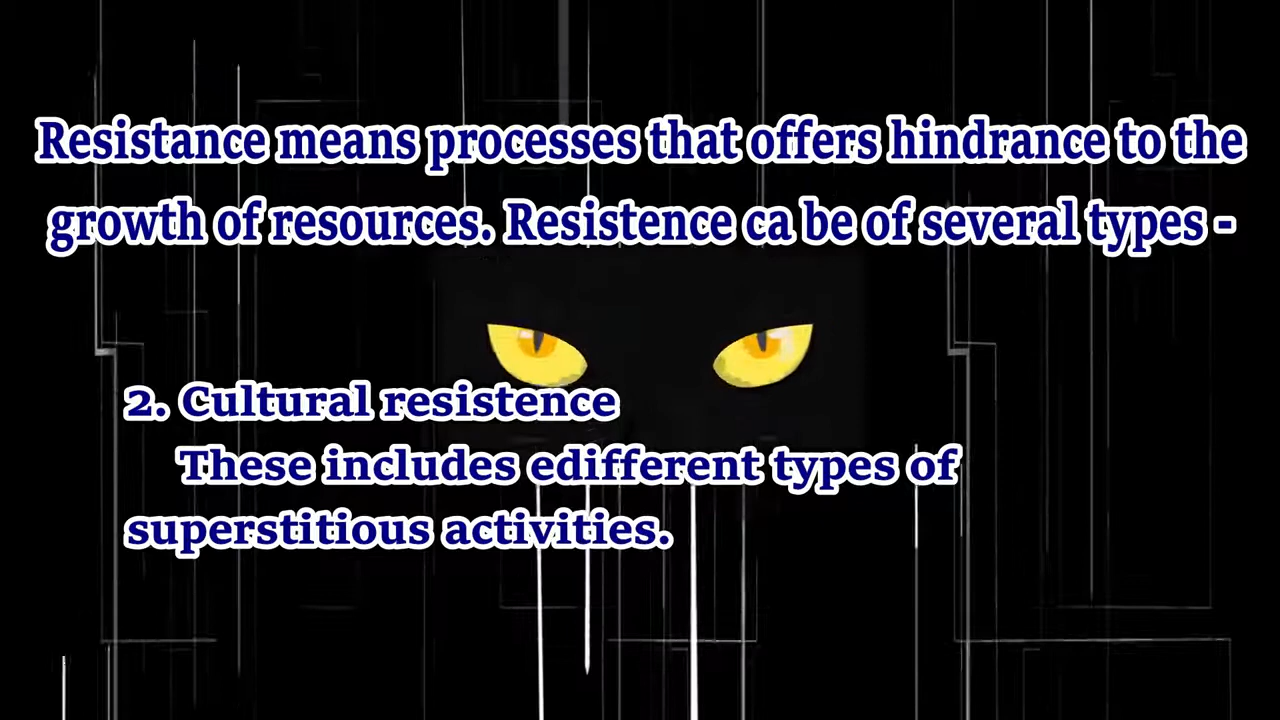 Resistance means processes that offers hindrance to the
growth of resources. Resistence ca be of several types -
2. Cultural resistence
These includes edifferent types of
superstitious activities.